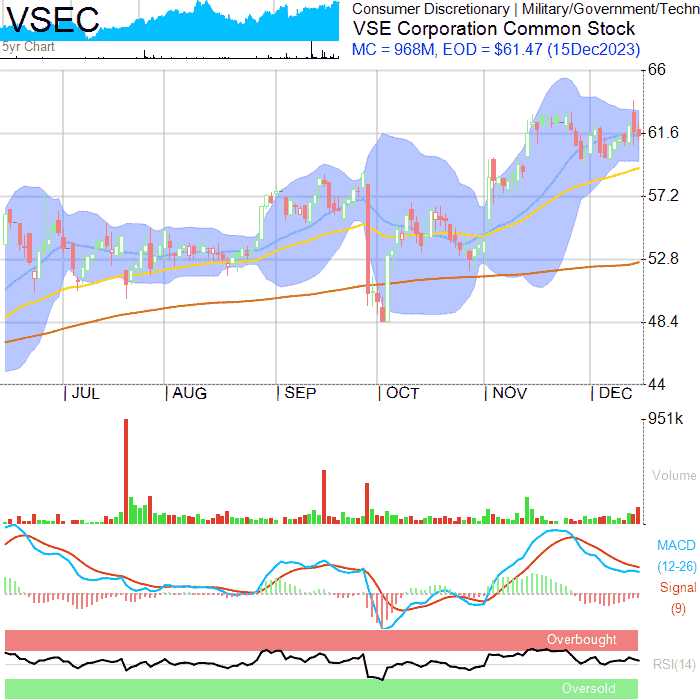 VSEC
5yr Chart
Consumer Discretionary | Military/Government/Techn
VSE Corporation Common Stock
MC = 968M, EOD = $61.47 (15Dec2023)
66
61.6
57.2
52.8
48.4
44
JUL
AUG
SEP
OCT
NOV
DEC
951k
Volume
MACD
(12-26)
Signal
(9)
Overbought
RSI(14)
Oversold